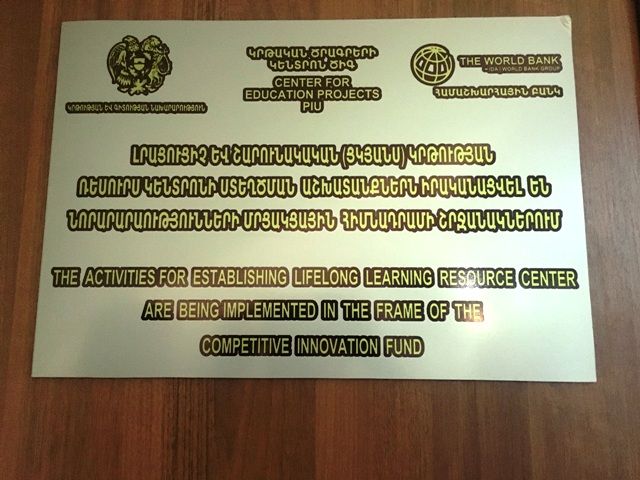 ԿՐԹՈՒԹՅԱՆ ԵՎ ԳԻՏՈՒԹՅԱՆ ՆԱԽԱՐԱՐՈՒԹՅՈՒՆ
ԿՐԹԱԿԱՆ ԾՐԱԳՐԵՐԻ
ԿԵՆՏՐՈՆ ԾԻԳ
CENTER FOR
EDUCATION PROJECTS
PIU
THE WORLD BANK
IDA | WORLD BANK GROUP
ՀԱՄԱՇԽԱՐՀԱՅԻՆ ԲԱՆԿ
ԼՐԱՑՈՒՑԻՉ ԵՎ ՇԱՐՈՒՆԱԿԱԿԱՆ (ՑԿՅԱՆՍ) ԿՐԹՈՒԹՅԱՆ
ՌԵՍՈՒՐՍ ԿԵՆՏՐՈՆԻ ՍՏԵՂԾՄԱՆ ԱՇԽԱՏԱՆՔՆԵՐՆ ԻՐԱԿԱՆԱՑՎԵԼ ԵՆ
ՆՈՐԱՐԱՐՈՒԹՅՈՒՆՆԵՐԻ ՄՐՑԱԿՑԱՅԻՆ ՀԻՄՆԱԴՐԱՄԻ ՇՐՋԱՆԱԿՆԵՐՈՒՄ
THE ACTIVITIES FOR ESTABLISHING LIFELONG LEARNING RESOURCE CENTER
ARE BEING IMPLEMENTED IN THE FRAME OF THE
COMPETITIVE INNOVATION FUND